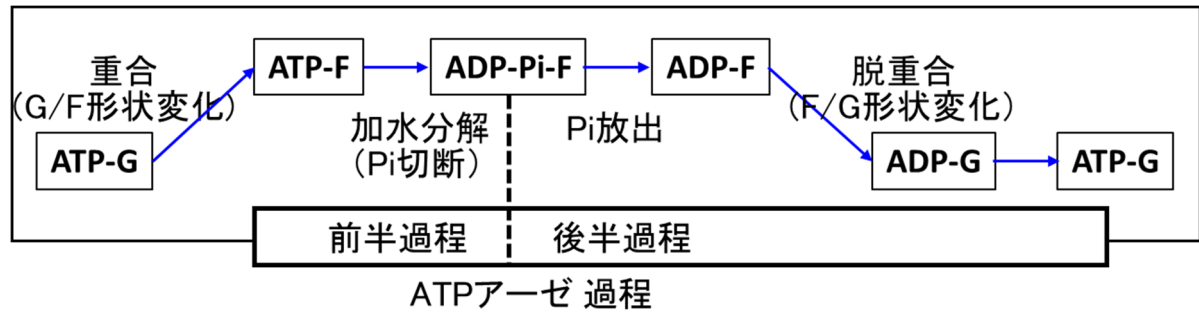 重合
(G/F形状変化)
ATP-G
ATP-F
ADP-Pi-F
加水分解
(Pi切断)
Pi放出
ADP-F
脱重合
(F/G形状変化)
ADP-G
ATP-G
前半過程
後半過程
ATPアーゼ 過程